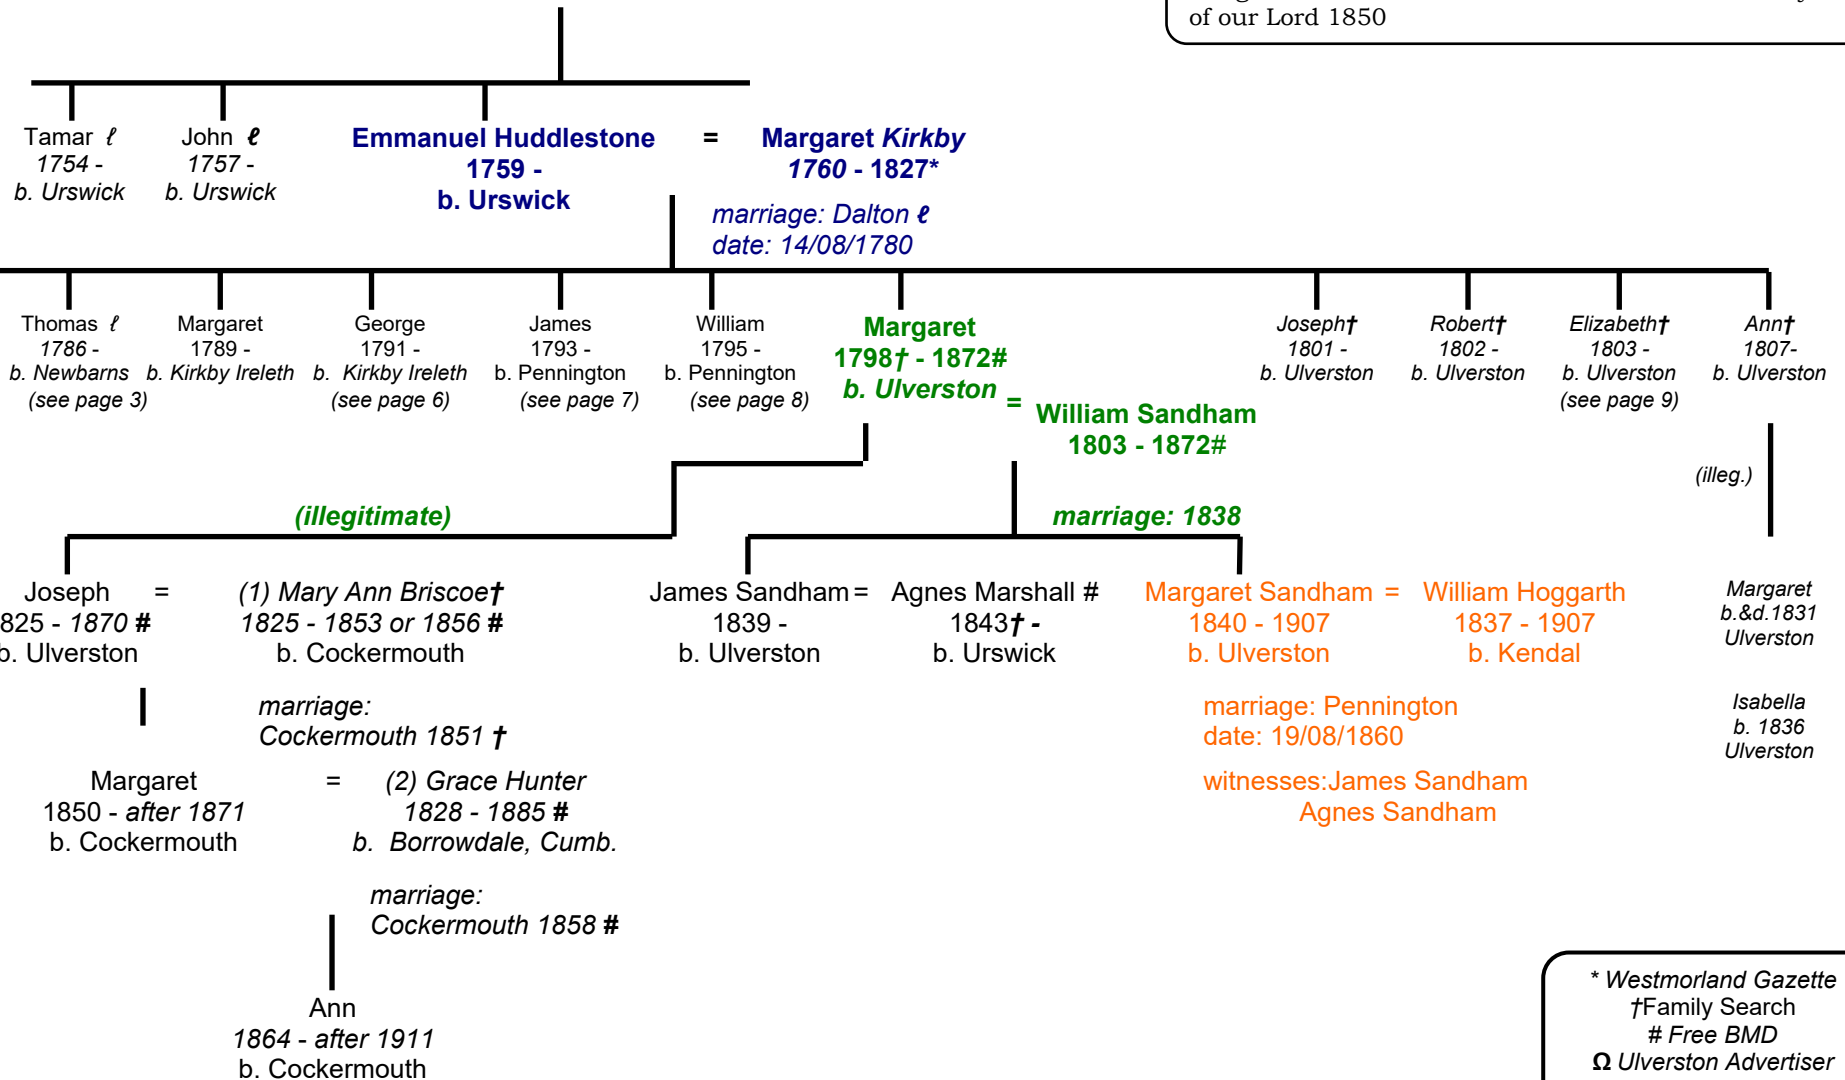 of our Lord 1850
Tamar ℓ
1754 -
b. Urswick
John ℓ
1757 -
b. Urswick
Emmanuel Huddlestone
1759 -
b. Urswick
=
Margaret Kirkby
1760 - 1827*
marriage: Dalton ℓ
date: 14/08/1780
Thomas ℓ
1786 -
b. Newbarns
(see page 3)
Margaret
1789 -
b. Kirkby Ireleth
George
1791 -
b. Kirkby Ireleth
(see page 6)
James
1793 -
b. Pennington
(see page 7)
William
1795 -
b. Pennington
(see page 8)
Margaret
1798† - 1872#
b. Ulverston
=
William Sandham
1803 - 1872#
Joseph†
1801 -
b. Ulverston
Robert†
1802 -
b. Ulverston
Elizabeth†
1803 -
b. Ulverston
(see page 9)
Ann†
1807-
b. Ulverston
(illeg.)
(illegitimate)
marriage: 1838
Joseph
825 - 1870 #
b. Ulverston
=
(1) Mary Ann Briscoe†
1825 - 1853 or 1856 #
b. Cockermouth
marriage:
Cockermouth 1851 †
James Sandham
1839 -
b. Ulverston
=
Agnes Marshall #
1843† -
b. Urswick
Margaret Sandham
1840 - 1907
b. Ulverston
=
William Hoggarth
1837 - 1907
b. Kendal
marriage: Pennington
date: 19/08/1860
witnesses:James Sandham
Agnes Sandham
Margaret
b.&d.1831
Ulverston
Isabella
b. 1836
Ulverston
Margaret
1850 - after 1871
b. Cockermouth
=
(2) Grace Hunter
1828 - 1885 #
b. Borrowdale, Cumb.
marriage:
Cockermouth 1858 #
Ann
1864 - after 1911
b. Cockermouth
* Westmorland Gazette
†Family Search
# Free BMD
Ω Ulverston Advertiser